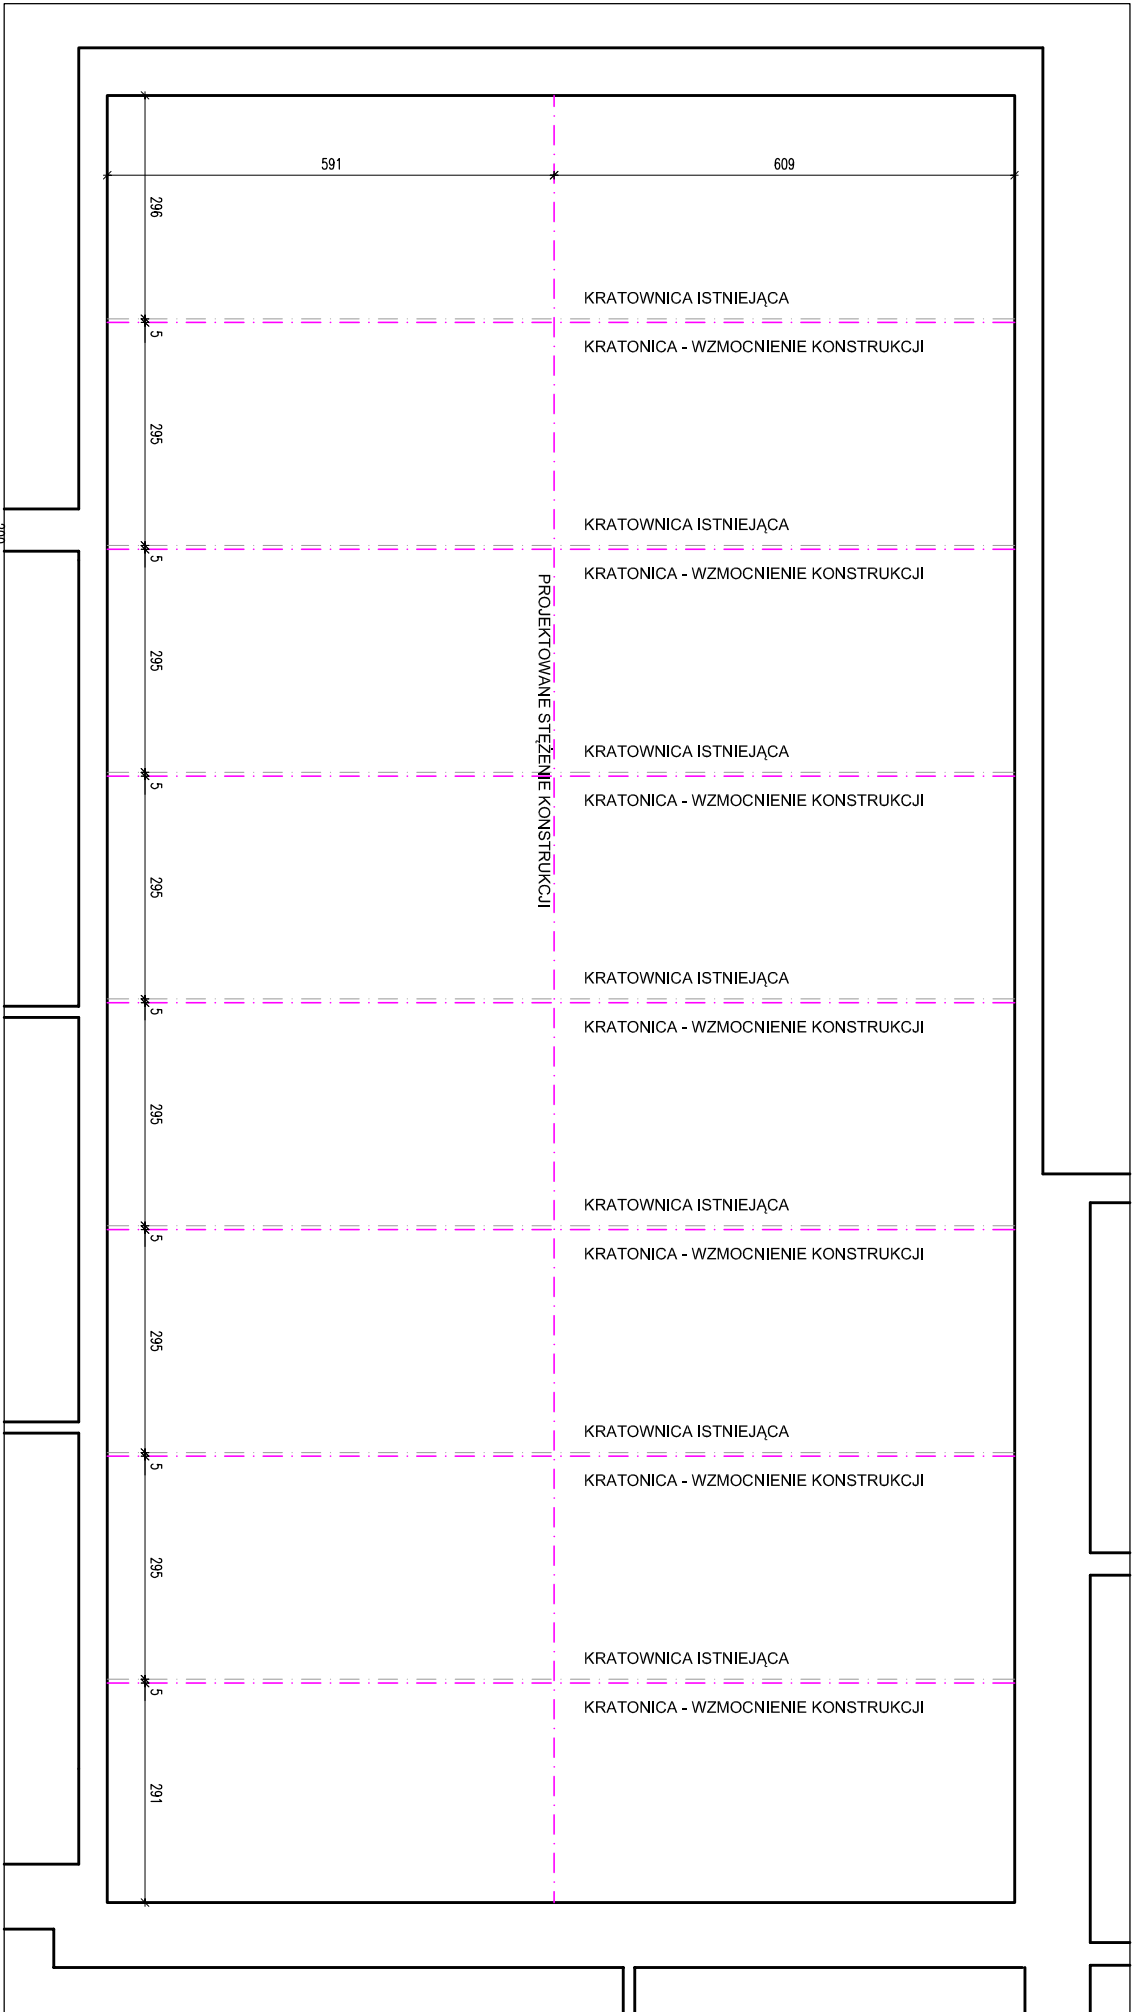 591
609
296
KRATOWNICA ISTNIEJĄCA
5
KRATONICA - WZMOCNIENIE KONSTRUKCJI
295
KRATOWNICA ISTNIEJĄCA
5
KRATONICA - WZMOCNIENIE KONSTRUKCJI
PROJEKTOWANE STĘŻENIE KONSTRUKCJI
295
KRATOWNICA ISTNIEJĄCA
5
KRATONICA - WZMOCNIENIE KONSTRUKCJI
295
KRATOWNICA ISTNIEJĄCA
5
KRATONICA - WZMOCNIENIE KONSTRUKCJI
295
KRATOWNICA ISTNIEJĄCA
5
KRATONICA - WZMOCNIENIE KONSTRUKCJI
295
KRATOWNICA ISTNIEJĄCA
5
KRATONICA - WZMOCNIENIE KONSTRUKCJI
295
KRATOWNICA ISTNIEJĄCA
5
KRATONICA - WZMOCNIENIE KONSTRUKCJI
291